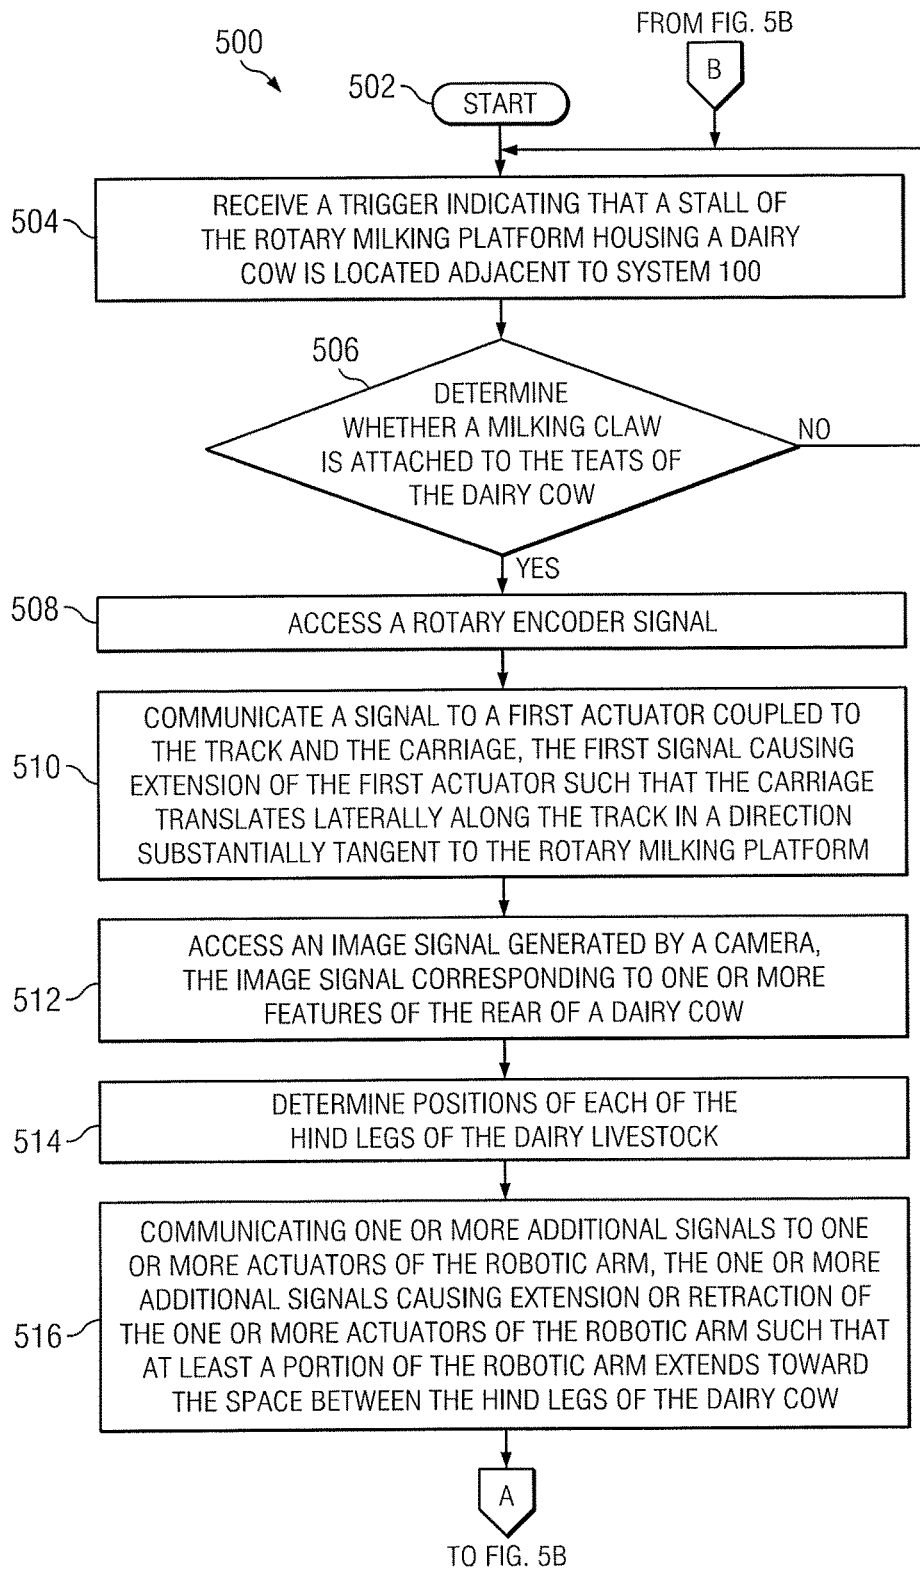 FROM FIG. 5B
500
B
502
START
504
RECEIVE A TRIGGER INDICATING THAT A STALL OF
THE ROTARY MILKING PLATFORM HOUSING A DAIRY
COW IS LOCATED ADJACENT TO SYSTEM 100
506
DETERMINE
WHETHER A MILKING CLAW
IS ATTACHED TO THE TEATS OF
THE DAIRY COW
NO
YES
508
ACCESS A ROTARY ENCODER SIGNAL
510
COMMUNICATE A SIGNAL TO A FIRST ACTUATOR COUPLED TO
THE TRACK AND THE CARRIAGE, THE FIRST SIGNAL CAUSING
EXTENSION OF THE FIRST ACTUATOR SUCH THAT THE CARRIAGE
TRANSLATES LATERALLY ALONG THE TRACK IN A DIRECTION
SUBSTANTIALLY TANGENT TO THE ROTARY MILKING PLATFORM
512
ACCESS AN IMAGE SIGNAL GENERATED BY A CAMERA,
THE IMAGE SIGNAL CORRESPONDING TO ONE OR MORE
FEATURES OF THE REAR OF A DAIRY COW
514
DETERMINE POSITIONS OF EACH OF THE
HIND LEGS OF THE DAIRY LIVESTOCK
516
COMMUNICATING ONE OR MORE ADDITIONAL SIGNALS TO ONE
OR MORE ACTUATORS OF THE ROBOTIC ARM, THE ONE OR MORE
ADDITIONAL SIGNALS CAUSING EXTENSION OR RETRACTION OF
THE ONE OR MORE ACTUATORS OF THE ROBOTIC ARM SUCH THAT
AT LEAST A PORTION OF THE ROBOTIC ARM EXTENDS TOWARD
THE SPACE BETWEEN THE HIND LEGS OF THE DAIRY COW
A
TO FIG. 5B